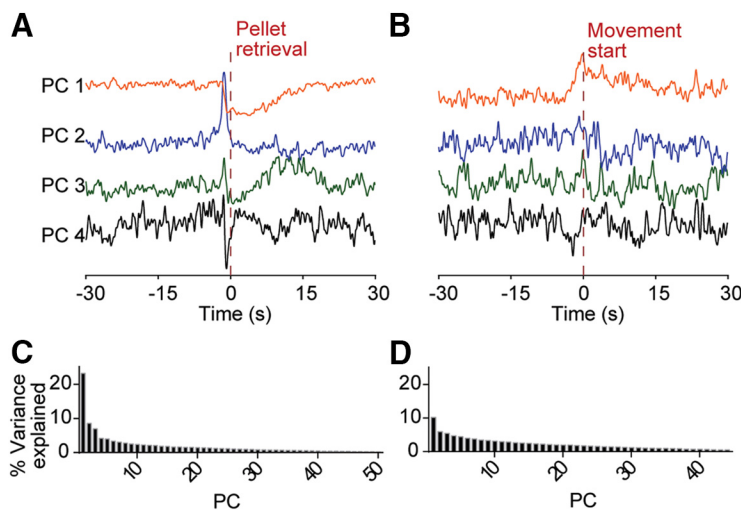 A
Pellet
retrieval
PC 1
PC 2
PC 3
PC 4
-30
-15
0
15
30
Time (s)
B
Movement
start
-30
-15
0
15
30
Time (s)
C
% Variance
explained
20
10
0
10
20
30
40
50
PC
D
20
10
0
10
20
30
40
PC